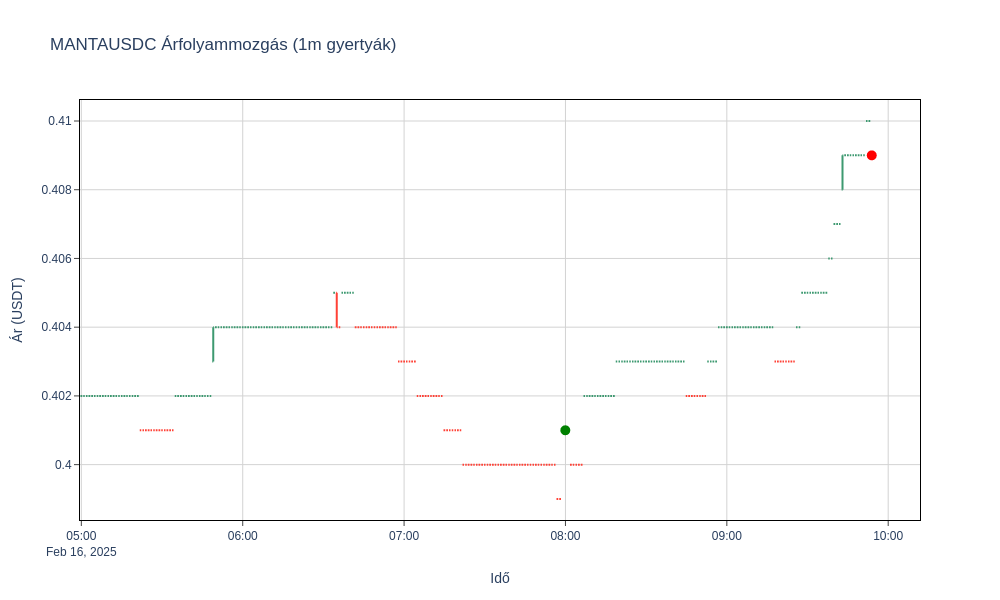 MANTAUSDC Árfolyammozgás (1m gyertyák)
0.41
0.408
0.406
0.404
0.402
0.4
Ár (USDT)
05:00 06:00 07:00 08:00 09:00 10:00
Feb 16, 2025
Idő